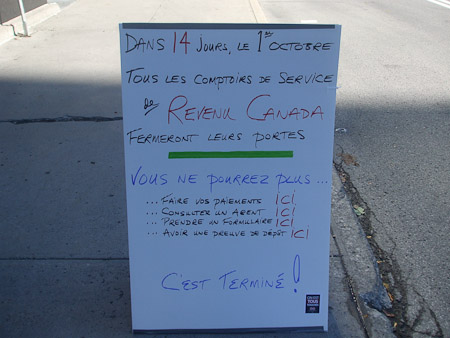 DANS 14 JOURS, LE 1er OCTOBRE
TOUS LES COMPTOIRS DE SERVICE
de REVENU CANADA
FERMERONT LEURS PORTES
VOUS NE POURREZ PLUS...
... FAIRE VOS PAIEMENTS ICI
... CONSULTER UN AGENT ICI
... PRENDRE UN FORMULAIRE ICI
... AVOIR UNE PREUVE DE DÉPÔT ICI
C'EST TERMINÉ!
TOUS